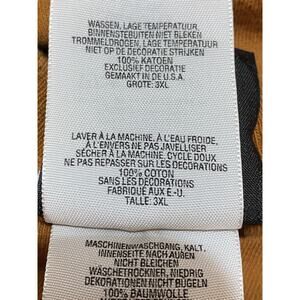 WASSEN, LAGE TEMPERATUUR,
BINNENSTEBUITEN NIET BLEKEN
TROMMELDROGEN, LAGE TEMPERATUUR
NIET OP DE DECORATIE STRIJKEN
100% KATOEN
EXCLUSIEF DECORATIE
GEMAAKT IN DE U.S.A.
GROTE: 3XL
LAVER À LA MACHINE, À L'EAU FROIDE,
À L'ENVERS NE PAS JAVELLISER
SÉCHER À LA MACHINE, CYCLE DOUX
NE PAS REPASSER SUR LES DÉCORATIONS
100% COTON
SANS LES DÉCORATIONS
FABRIQUÉ AUX É.-U.
TALLE: 3XL
MASCHINENWASCHGANG, KALT,
INNENSEITE NACH AUßEN
NICHT BLEICHEN
WÄSCHETROCKNER, NIEDRIG
DEKORATIONEN NICHT BÜGELN
100% BAUMWOLLE